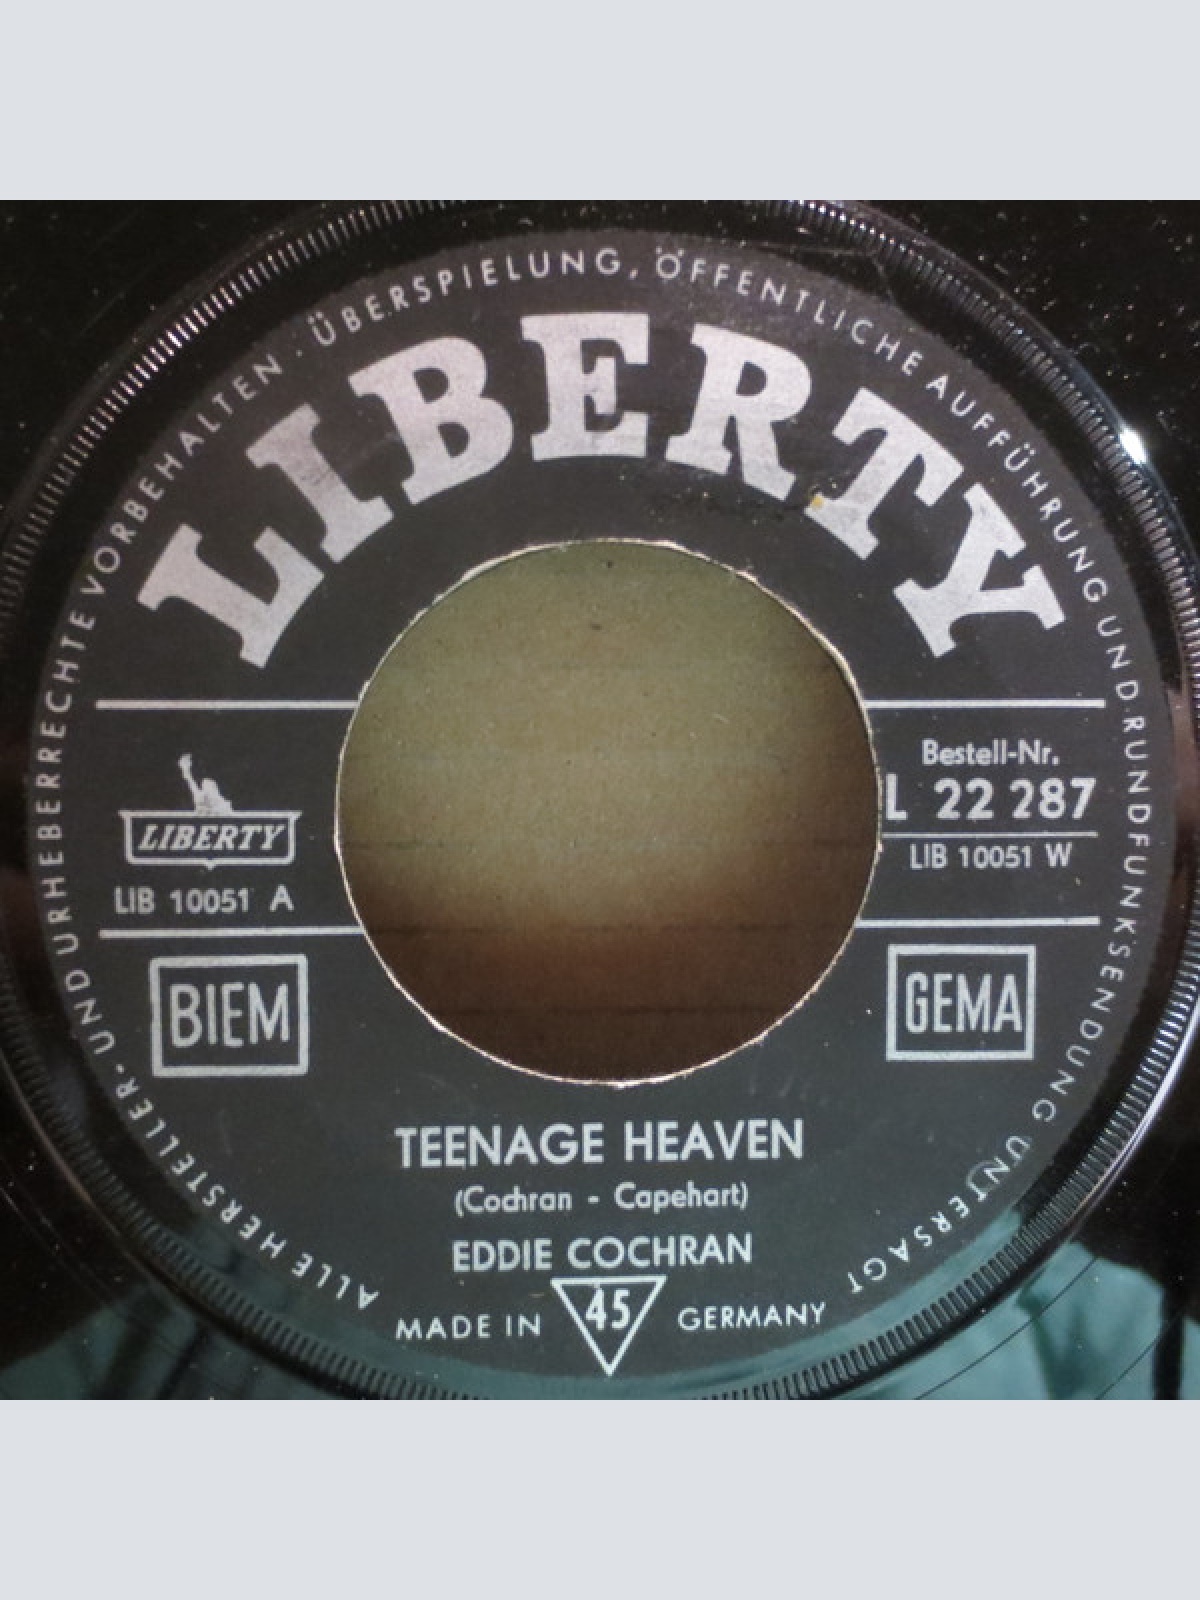 ALLE HERSTELLER- UND URHEBERRECHTE VORBEHALTEN · ÜBERSPIELUNG, ÖFFENTLICHE AUFFÜHRUNG UND RUNDFUNKSENDUNG UNTERSAGT
LIBERTY
LIBERTY
LIB 10051 A
Bestell-Nr.
L 22 287
LIB 10051 W
BIEM
GEMA
TEENAGE HEAVEN
(Cochran - Capehart)
EDDIE COCHRAN
MADE IN 45 GERMANY